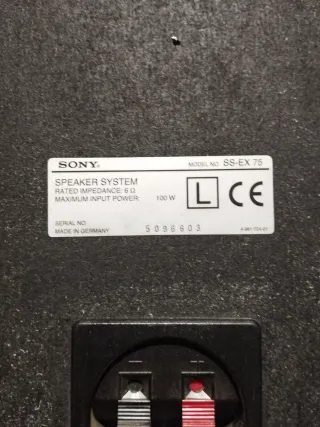 SONY MODEL NO. SS-EX 75
SPEAKER SYSTEM
RATED IMPEDANCE: 6 Ω
MAXIMUM INPUT POWER: 100 W
L CE
SERIAL NO.
MADE IN GERMANY